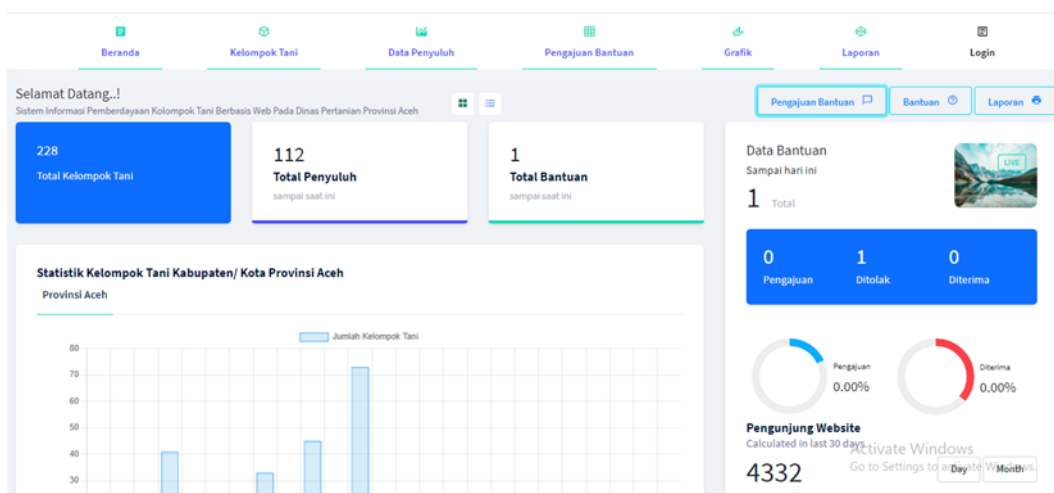 Beranda
Kelompok Tani
Data Penyuluh
Pengajuan Bantuan
Grafik
Laporan
Login
Selamat Datang..!
Sistem Informasi Pemberdayaan Kolompok Tani Berbasis Web Pada Dinas Pertanian Provinsi Aceh
Pengajuan Bantuan
Bantuan
Laporan
228
Total Kelompok Tani
112
Total Penyuluh
sampai saat ini
1
Total Bantuan
sampai saat ini
Data Bantuan
Sampai hari ini
1 Total
LIVE
0
Pengajuan
1
Ditolak
0
Diterima
Statistik Kelompok Tani Kabupaten/ Kota Provinsi Aceh
Provinsi Aceh
Jumlah Kelompok Tani
80
70
60
50
40
30
Pengajuan
0.00%
Diterima
0.00%
Pengunjung Website
Calculated in last 30 days
4332
Day
Month
Activate Windows
Go to Settings to activate Windows.